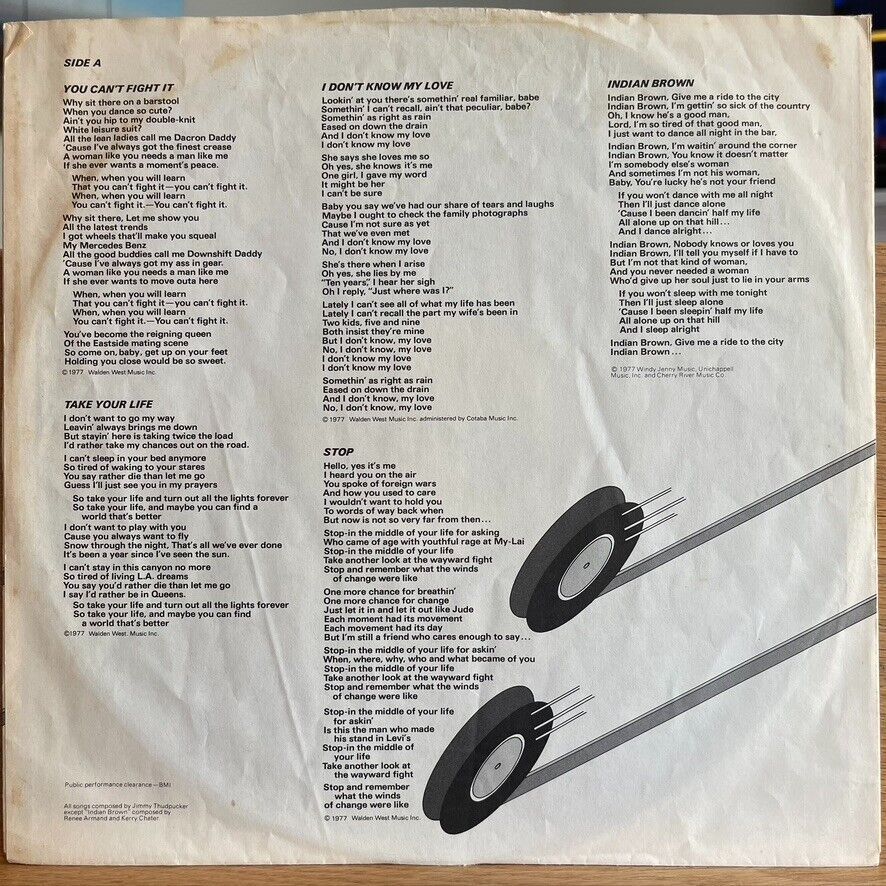 SIDE A
YOU CAN'T FIGHT IT
Why sit there on a barstool
When you dance so cute?
Ain't you hip to my double-knit
White leisure suit?
All the lean ladies call me Dacron Daddy
'Cause I've always got the finest crease
A woman like you needs a man like me
If she ever wants a moment's peace.
When, when you will learn
That you can't fight it—you can't fight it.
When, when you will learn
You can't fight it.—You can't fight it.
Why sit there, Let me show you
All the latest trends
I got wheels that'll make you squeal
My Mercedes Benz
All the good buddies call me Downshift Daddy
'Cause I've always got my ass in gear.
A woman like you needs a man like me
If she ever wants to move outa here
When, when you will learn
That you can't fight it—you can't fight it.
When, when you will learn
You can't fight it.—You can't fight it.
You've become the reigning queen
Of the Eastside mating scene
So come on, baby, get up on your feet
Holding you close would be so sweet.
© 1977 Walden West Music Inc.
TAKE YOUR LIFE
I don't want to go my way
Leavin' always brings me down
But stayin' here is taking twice the load
I'd rather take my chances out on the road.
I can't sleep in your bed anymore
So tired of waking to your stares
You say rather die than let me go
Guess I'll just see you in my prayers
So take your life and turn out all the lights forever
So take your life, and maybe you can find a
world that's better
I don't want to play with you
Cause you always want to fly
Snow through the night, That's all we've ever done
It's been a year since I've seen the sun.
I can't stay in this canyon no more
So tired of living L.A. dreams
You say you'd rather die than let me go
I say I'd rather be in Queens.
So take your life and turn out all the lights forever
So take your life, and maybe you can find
a world that's better
©1977 Walden West Music Inc.
Public performance clearance—BMI
All songs composed by Jimmy Thudpucker
except "Indian Brown" composed by
Renee Armand and Kerry Chater.
I DON'T KNOW MY LOVE
Lookin' at you there's somethin' real familiar, babe
Somethin' I can't recall, ain't that peculiar, babe?
Somethin' as right as rain
Eased on down the drain
And I don't know my love
I don't know my love
She says she loves me so
Oh yes, she knows it's me
One girl, I gave my word
It might be her
I can't be sure
Baby you say we've had our share of tears and laughs
Maybe I ought to check the family photographs
Cause I'm not sure as yet
That we've even met
And I don't know my love
No, I don't know my love
She's there when I arise
Oh yes, she lies by me
"Ten years," I hear her sigh
Oh I reply, "Just where was I?"
Lately I can't see all of what my life has been
Lately I can't recall the part my wife's been in
Two kids, five and nine
Both insist they're mine
But I don't know, my love
No, I don't know, my love
I don't know my love
I don't know my love
Somethin' as right as rain
Eased on down the drain
And I don't know, my love
No, I don't know, my love
© 1977 Walden West Music Inc. administered by Cotaba Music Inc.
STOP
Hello, yes it's me
I heard you on the air
You spoke of foreign wars
And how you used to care
I wouldn't want to hold you
To words of way back when
But now is not so very far from then...
Stop-in the middle of your life for asking
Who came of age with youthful rage at My-Lai
Stop-in the middle of your life
Take another look at the wayward fight
Stop and remember what the winds
of change were like
One more chance for breathin'
One more chance for change
Just let it in and let it out like Jude
Each moment had its movement
Each movement had its day
But I'm still a friend who cares enough to say...
Stop-in the middle of your life for askin'
When, where, why, who and what became of you
Stop-in the middle of your life
Take another look at the wayward fight
Stop and remember what the winds
of change were like
Stop-in the middle of your life
for askin'
Is this the man who made
his stand in Levi's
Stop-in the middle of
your life
Take another look at
the wayward fight
Stop and remember
what the winds
of change were like
© 1977 Walden West Music Inc.
INDIAN BROWN
Indian Brown, Give me a ride to the city
Indian Brown, I'm gettin' so sick of the country
Oh, I know he's a good man,
Lord, I'm so tired of that good man,
I just want to dance all night in the bar,
Indian Brown, I'm waitin' around the corner
Indian Brown, You know it doesn't matter
I'm somebody else's woman
And sometimes I'm not his woman,
Baby, You're lucky he's not your friend
If you won't dance with me all night
Then I'll just dance alone
'Cause I been dancin' half my life
All alone up on that hill...
And I dance alright...
Indian Brown, Nobody knows or loves you
Indian Brown, I'll tell you myself if I have to
But I'm not that kind of woman,
And you never needed a woman
Who'd give up her soul just to lie in your arms
If you won't sleep with me tonight
Then I'll just sleep alone
'Cause I been sleepin' half my life
All alone up on that hill
And I sleep alright
Indian Brown, Give me a ride to the city
Indian Brown...
© 1977 Windy Jenny Music, Unichappell
Music, Inc. and Cherry River Music Co.